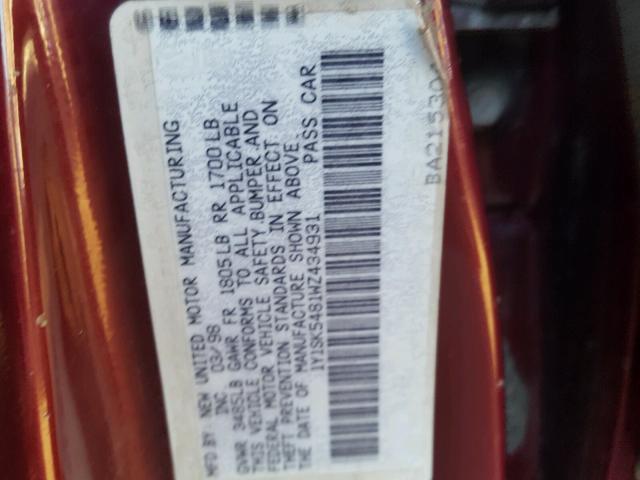 MFD BY NEW UNITED MOTOR MANUFACTURING
INC 03/98
GVWR 3485LB GAWR FR 1805LB RR 1700LB
THIS VEHICLE CONFORMS TO ALL APPLICABLE
FEDERAL MOTOR VEHICLE SAFETY,BUMPER AND
THEFT PREVENTION STANDARDS IN EFFECT ON
THE DATE OF MANUFACTURE SHOWN ABOVE.
1Y1SK5481WZ434931 PASS CAR